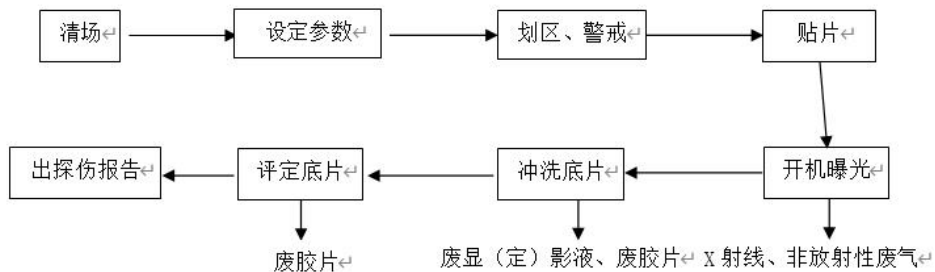 清场
设定参数
划区、警戒
贴片
出探伤报告
评定底片
冲洗底片
开机曝光
废胶片
废显（定）影液、废胶片
X 射线、非放射性废气